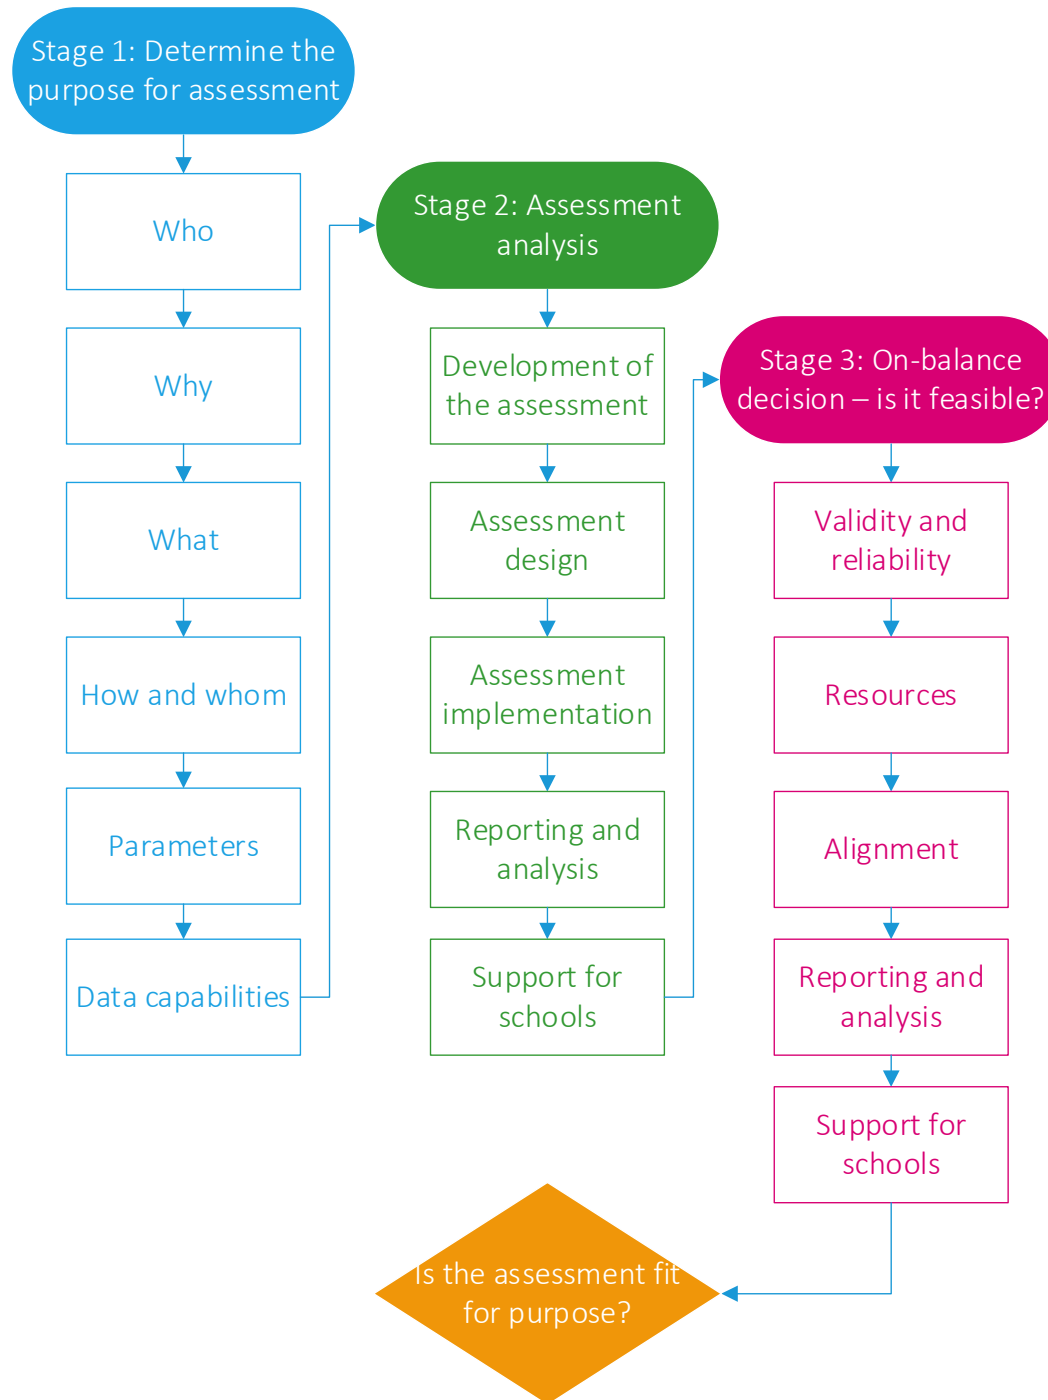 Stage 1: Determine the
purpose for assessment
Who
Why
What
How and whom
Parameters
Data capabilities
Stage 2: Assessment
analysis
Development of
the assessment
Assessment
design
Assessment
implementation
Reporting and
analysis
Support for
schools
Stage 3: On-balance
decision – is it feasible?
Validity and
reliability
Resources
Alignment
Reporting and
analysis
Support for
schools
Is the assessment fit
for purpose?